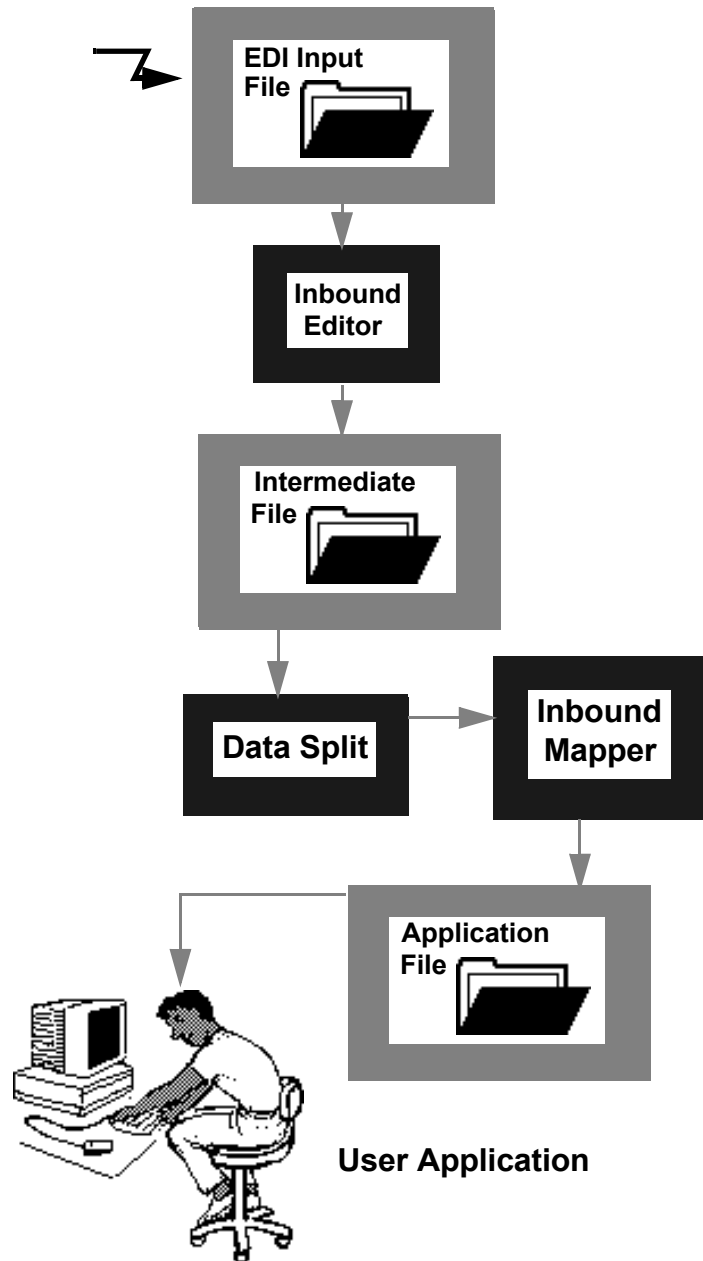 EDI Input
File
Inbound
Editor
Intermediate
File
Data Split
Inbound
Mapper
Application
File
User Application